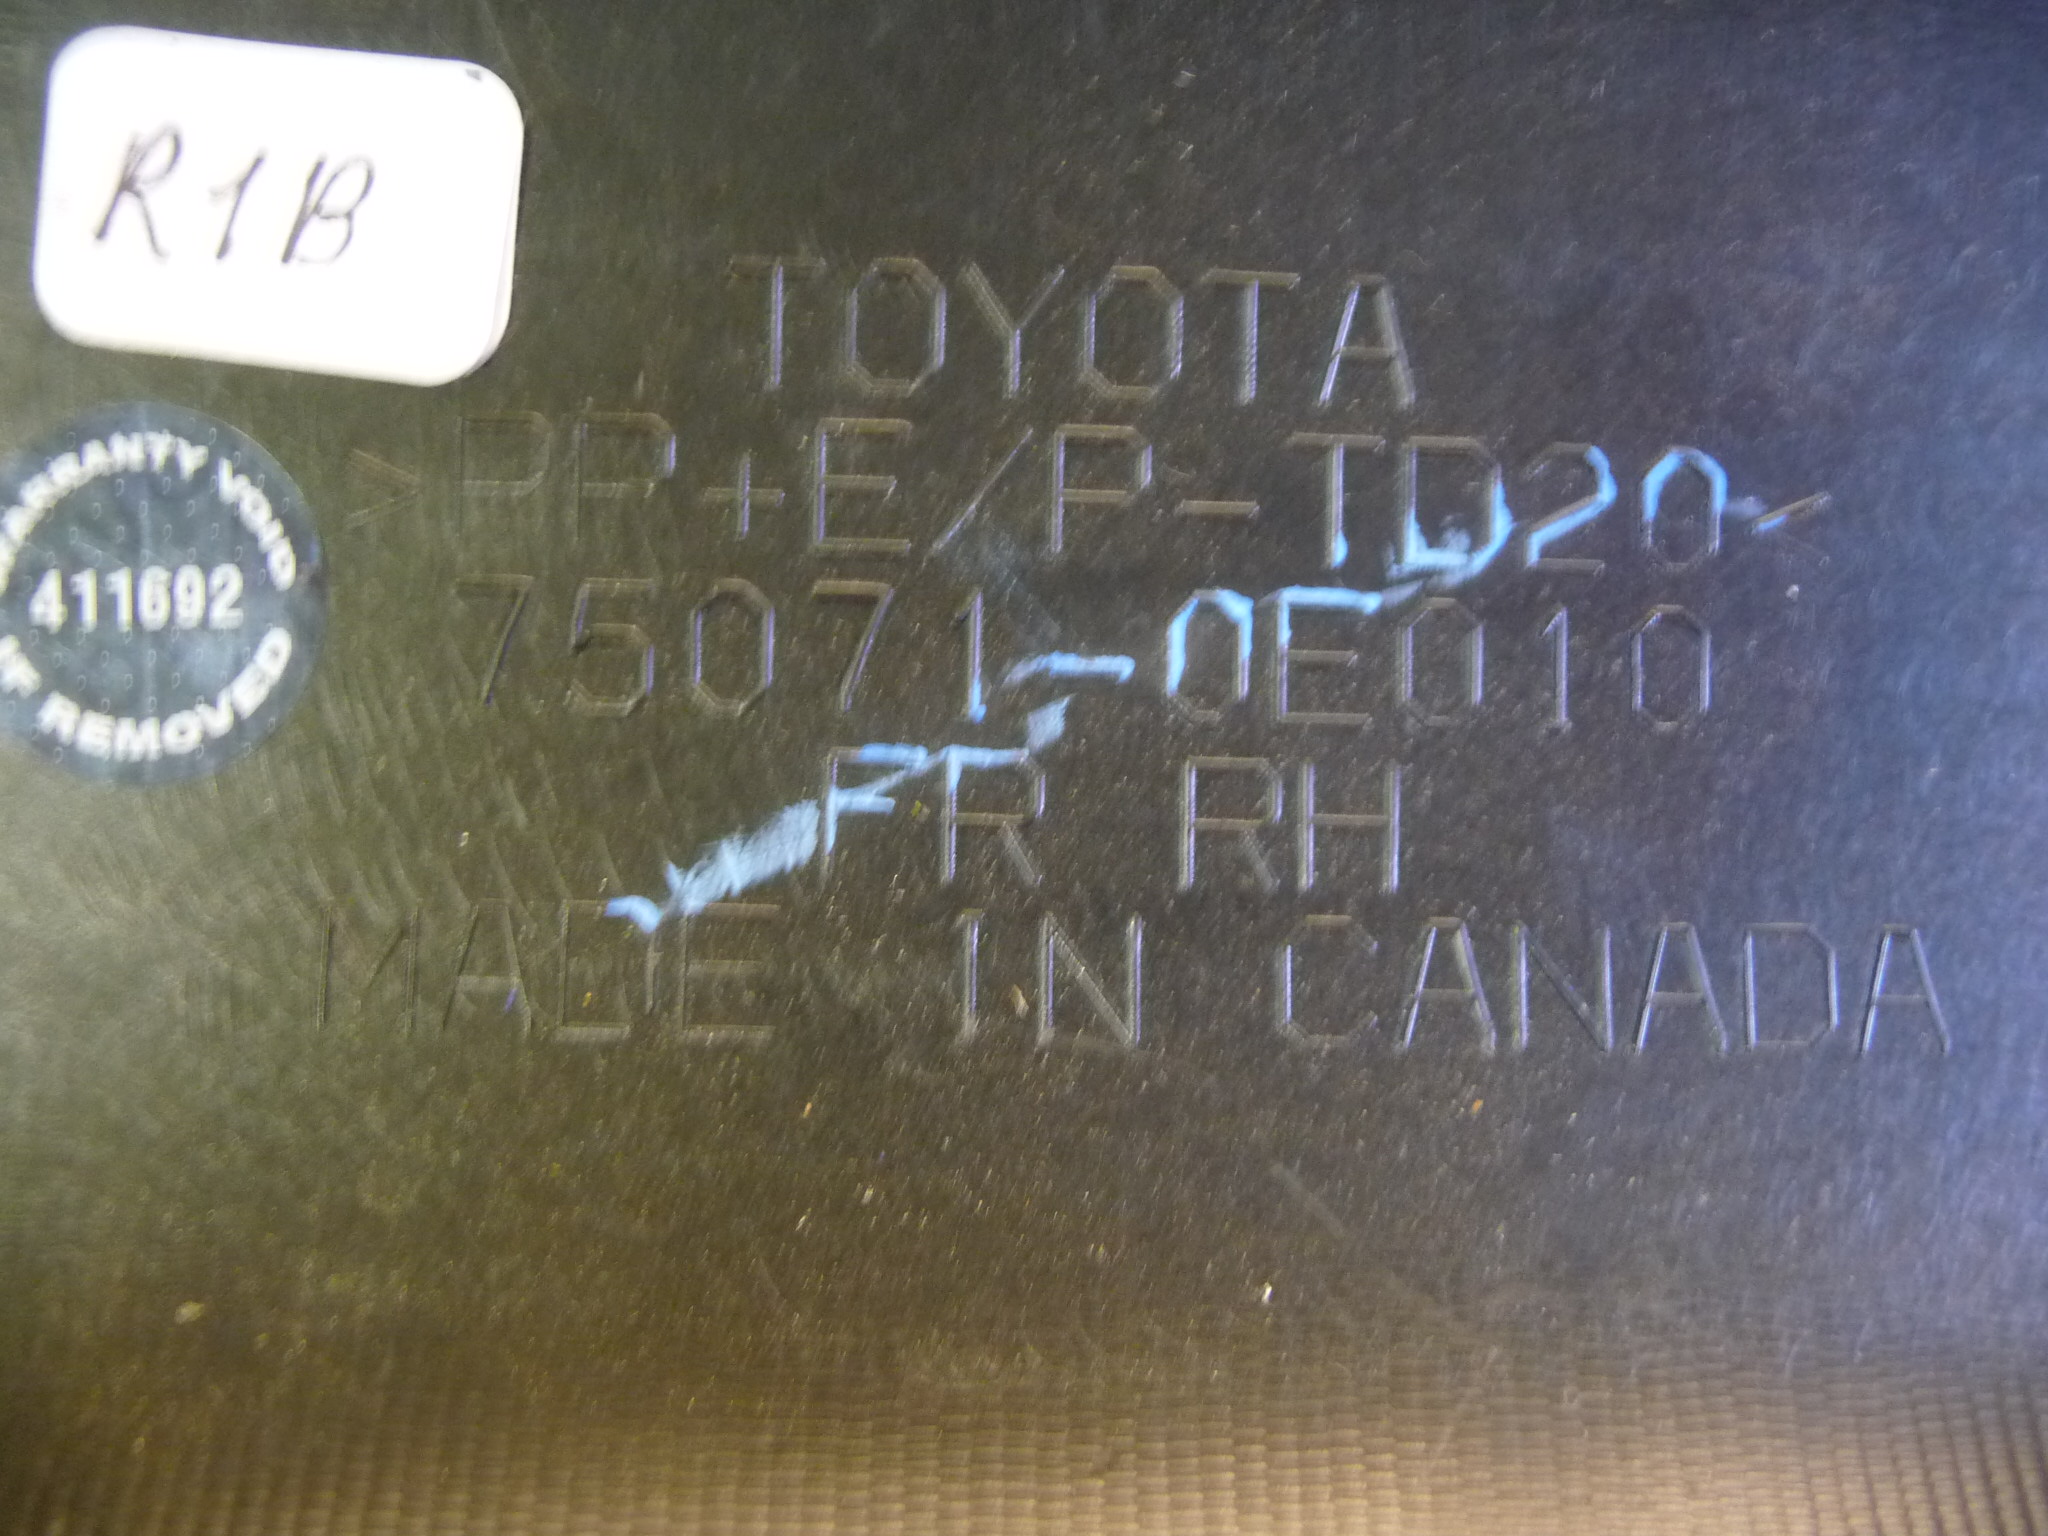 R1B
TOYOTA
>PP+E/P-TD20<
WARRANTY VOID
411692
IF REMOVED
75071-0E010
FR RH
MADE IN CANADA